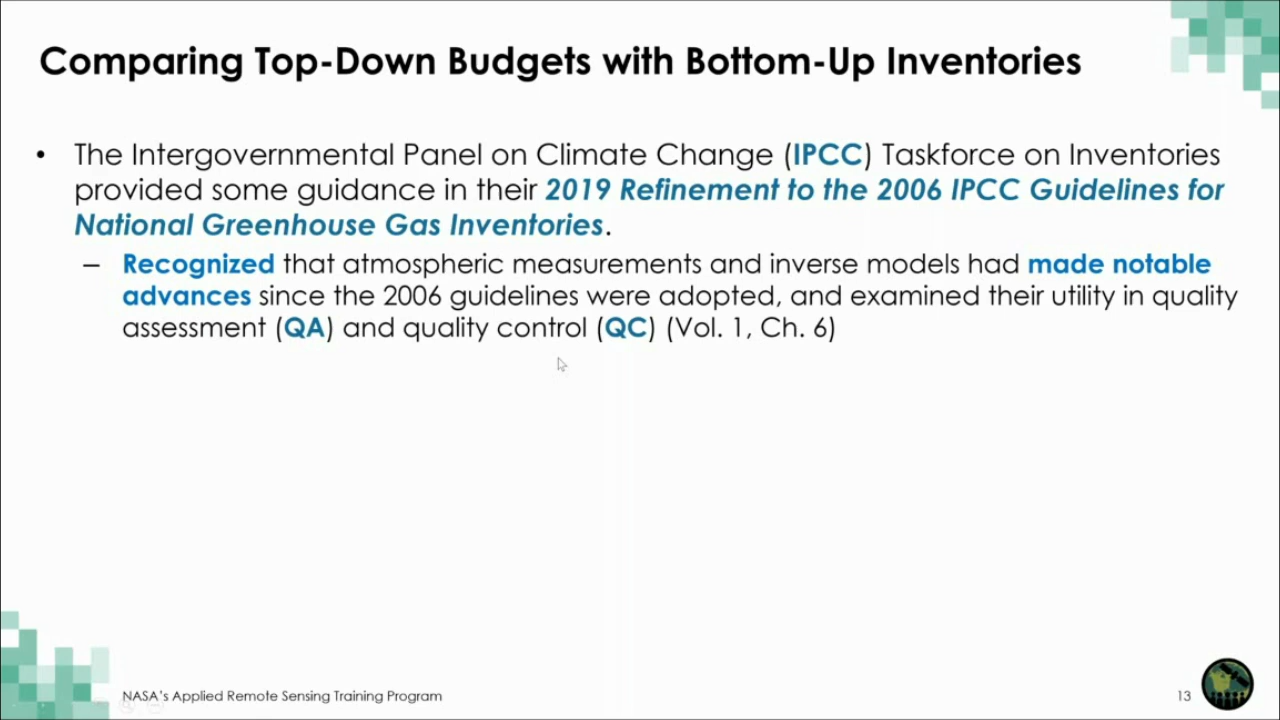 Comparing Top-Down Budgets with Bottom-Up Inventories
• The Intergovernmental Panel on Climate Change (IPCC) Taskforce on Inventories
provided some guidance in their 2019 Refinement to the 2006 IPCC Guidelines for
National Greenhouse Gas Inventories.
– Recognized that atmospheric measurements and inverse models had made notable
advances since the 2006 guidelines were adopted, and examined their utility in quality
assessment (QA) and quality control (QC) (Vol. 1, Ch. 6)
NASA's Applied Remote Sensing Training Program
13